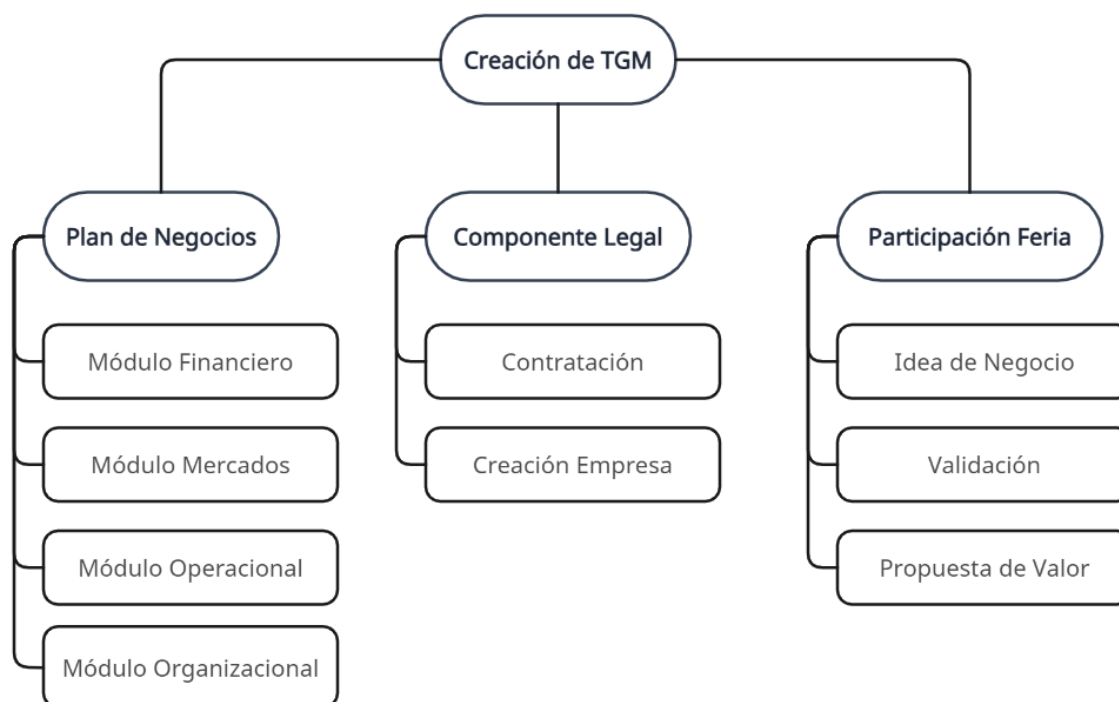 Creación de TGM
Plan de Negocios
Módulo Financiero
Módulo Mercados
Módulo Operacional
Módulo Organizacional
Componente Legal
Contratación
Creación Empresa
Participación Feria
Idea de Negocio
Validación
Propuesta de Valor